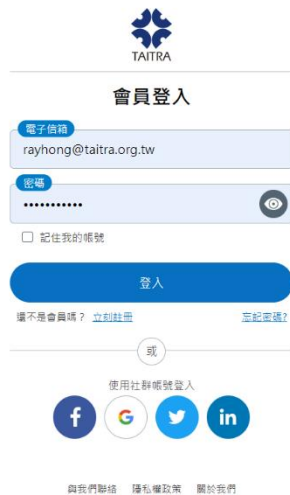 TAITRA
會員登入
電子信箱
rayhong@taitra.org.tw
密碼
•••••••••••
記住我的帳號
登入
還不是會員嗎? 立刻註冊 忘記密碼?
或
使用社群帳號登入
f G in
與我們聯絡 隱私權政策 關於我們